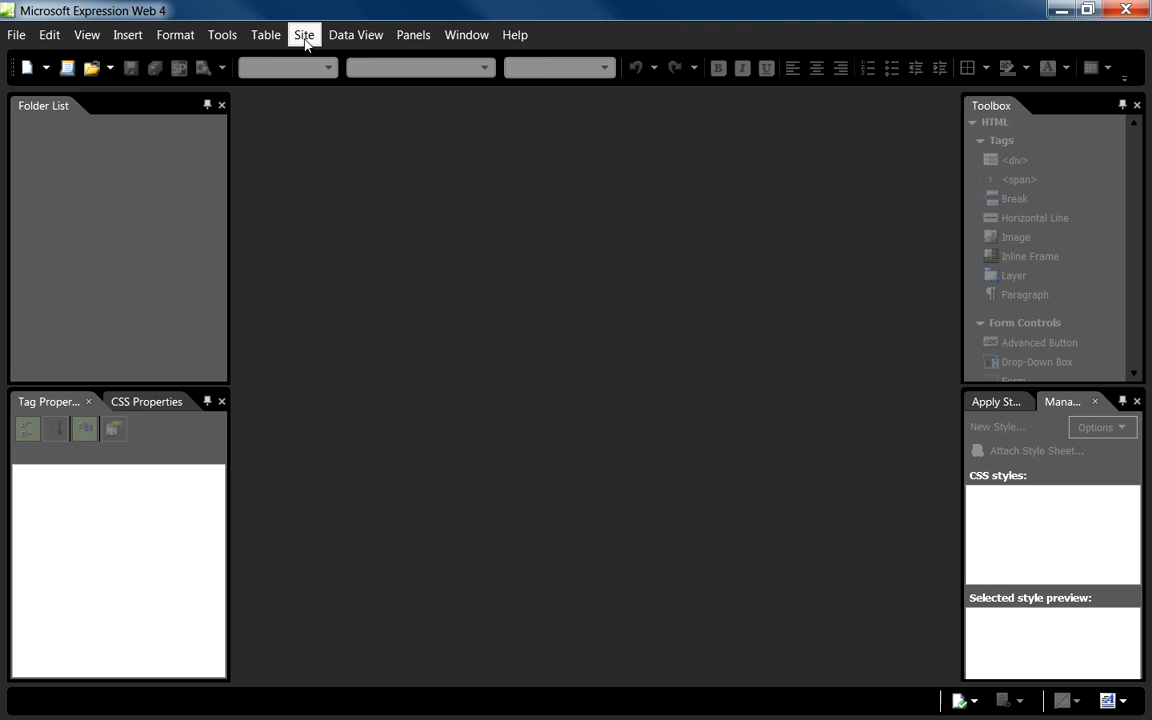 Microsoft Expression Web 4
File Edit View Insert Format Tools Table Site Data View Panels Window Help
Folder List
Toolbox
HTML
Tags
<div>
<span>
Break
Horizontal Line
Image
Inline Frame
Layer
Paragraph
Form Controls
Advanced Button
Drop-Down Box
Form
Tag Proper... CSS Properties
Apply St... Mana...
New Style... Options
Attach Style Sheet...
CSS styles:
Selected style preview: